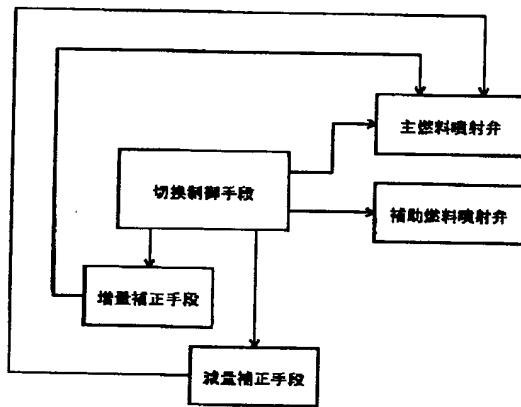 主燃料噴射弁
切換制御手段
補助燃料噴射弁
増量補正手段
減量補正手段